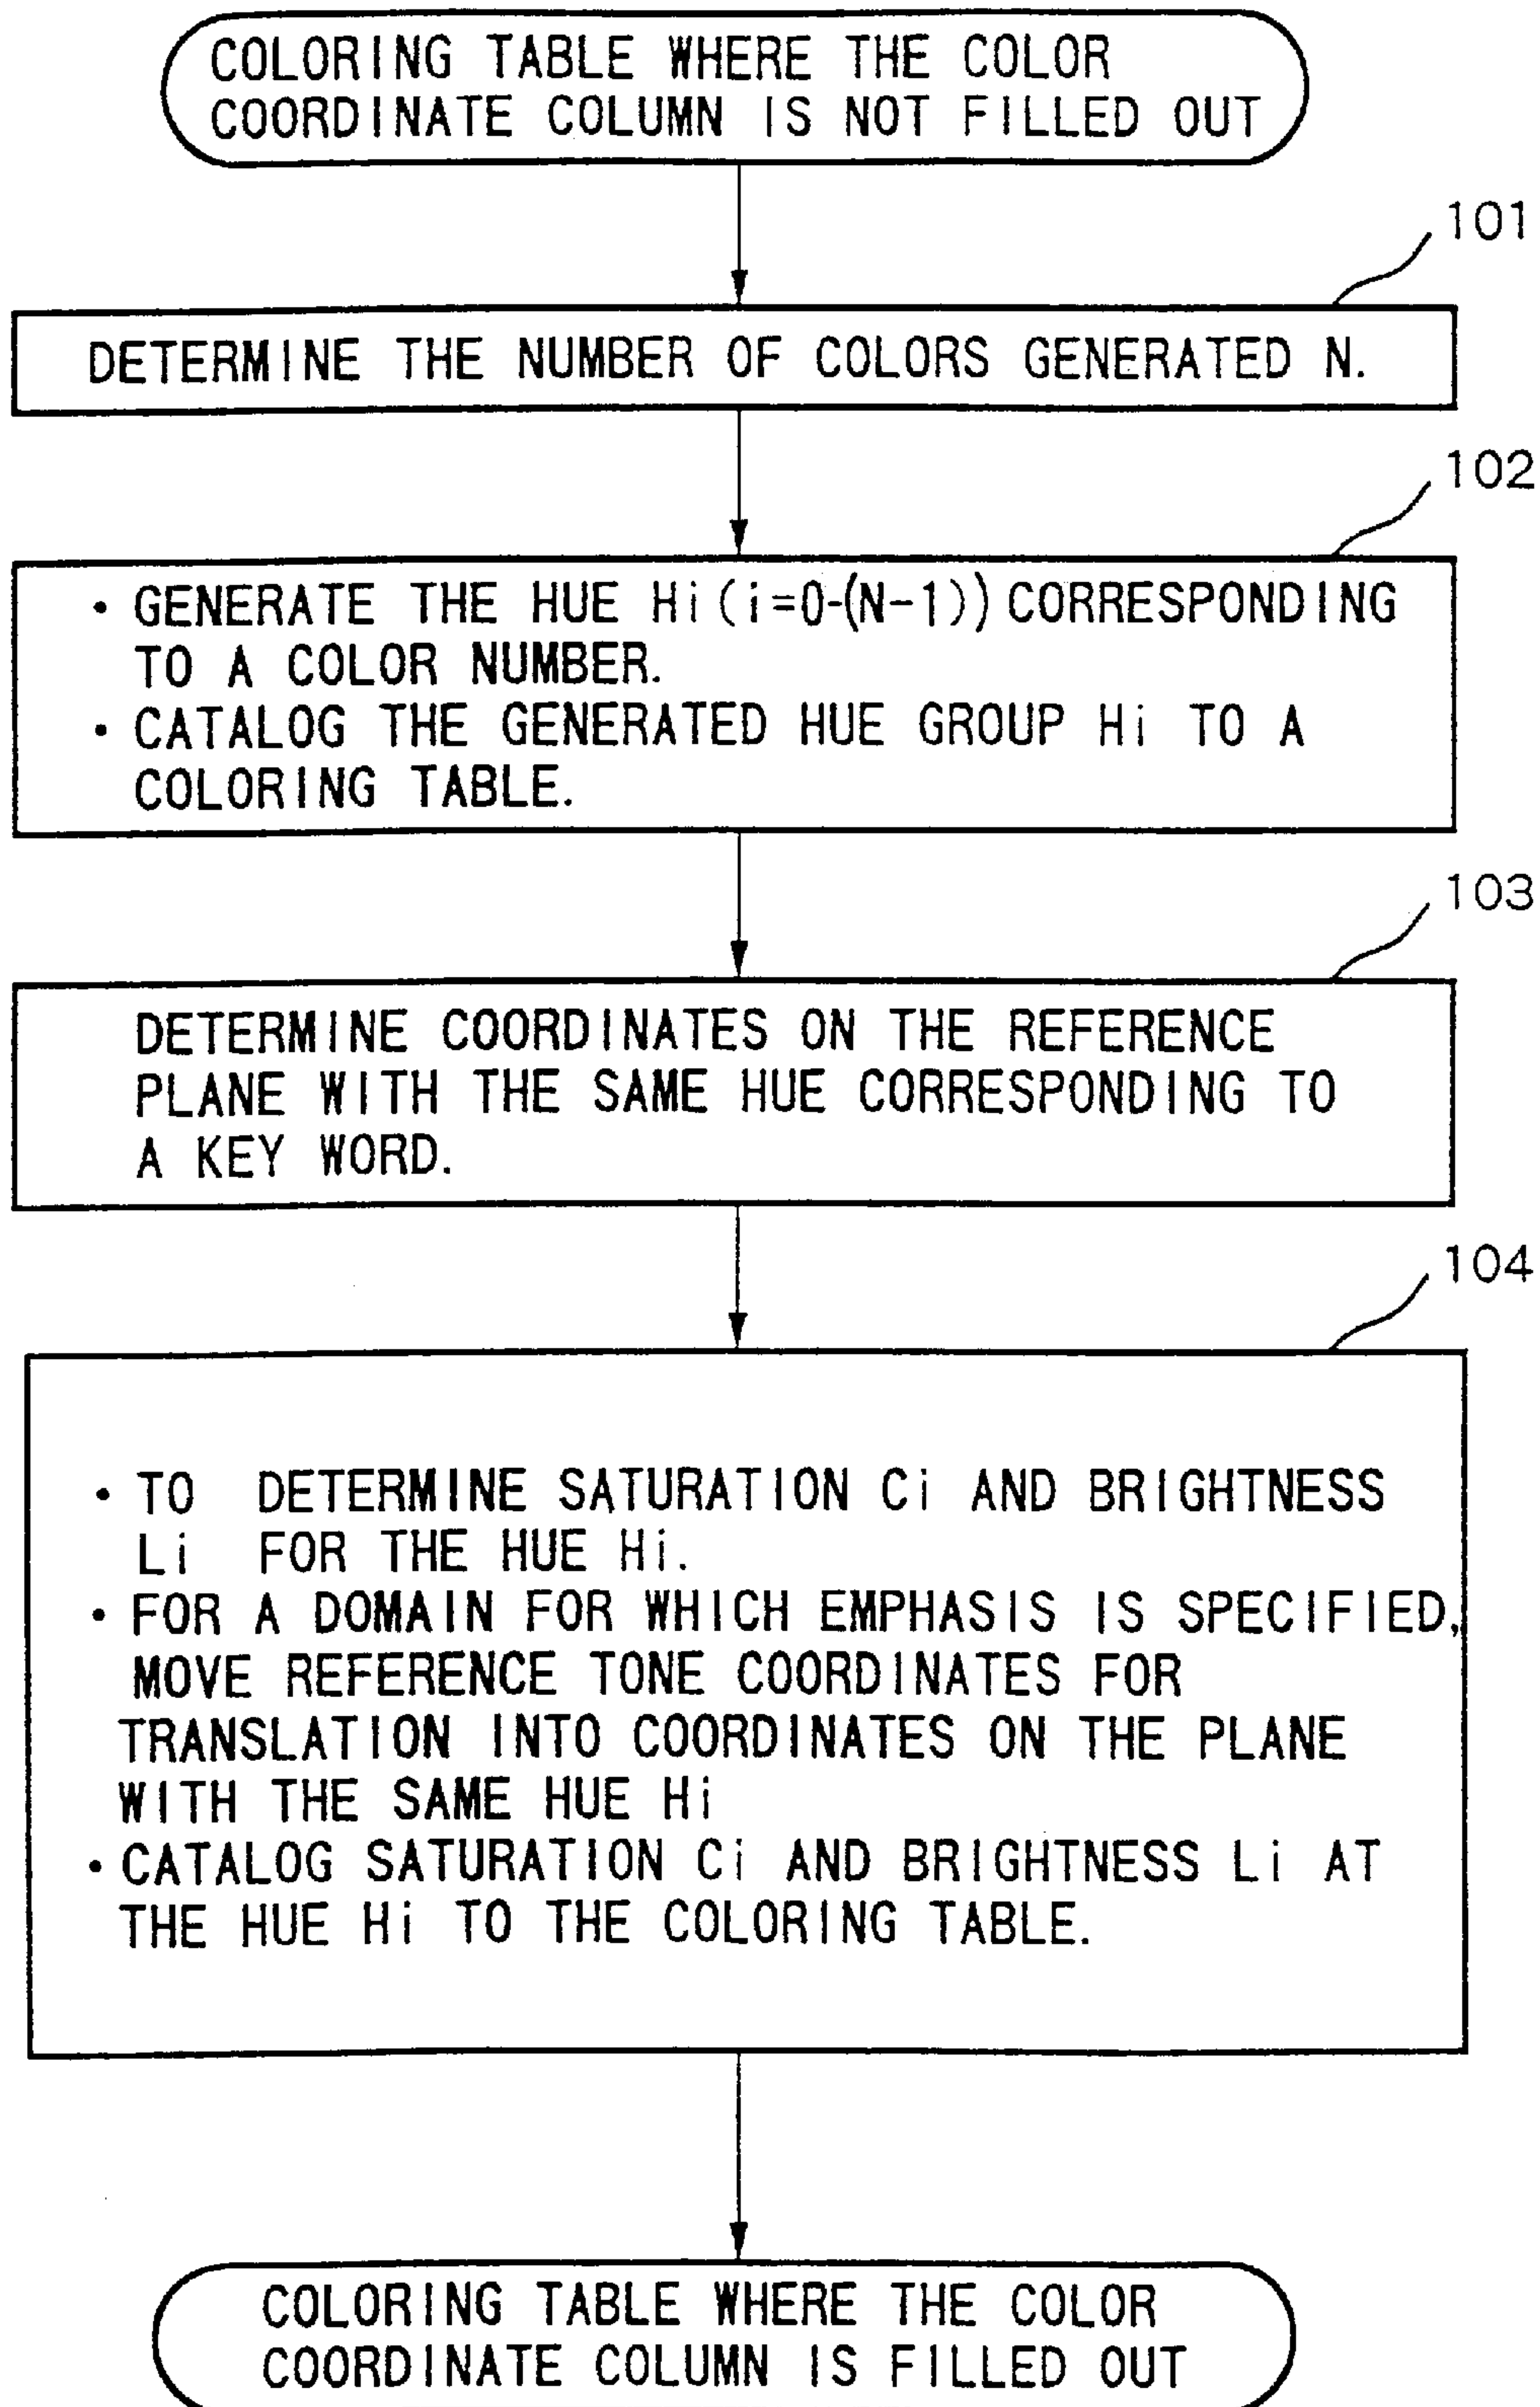 COLORING TABLE WHERE THE COLOR
COORDINATE COLUMN IS NOT FILLED OUT
101
DETERMINE THE NUMBER OF COLORS GENERATED N.
102
· GENERATE THE HUE Hi(i=0-(N-1)) CORRESPONDING
TO A COLOR NUMBER.
· CATALOG THE GENERATED HUE GROUP Hi TO A
COLORING TABLE.
103
DETERMINE COORDINATES ON THE REFERENCE
PLANE WITH THE SAME HUE CORRESPONDING TO
A KEY WORD.
104
· TO DETERMINE SATURATION Ci AND BRIGHTNESS
Li FOR THE HUE Hi.
· FOR A DOMAIN FOR WHICH EMPHASIS IS SPECIFIED,
MOVE REFERENCE TONE COORDINATES FOR
TRANSLATION INTO COORDINATES ON THE PLANE
WITH THE SAME HUE Hi
· CATALOG SATURATION Ci AND BRIGHTNESS Li AT
THE HUE Hi TO THE COLORING TABLE.
COLORING TABLE WHERE THE COLOR
COORDINATE COLUMN IS FILLED OUT